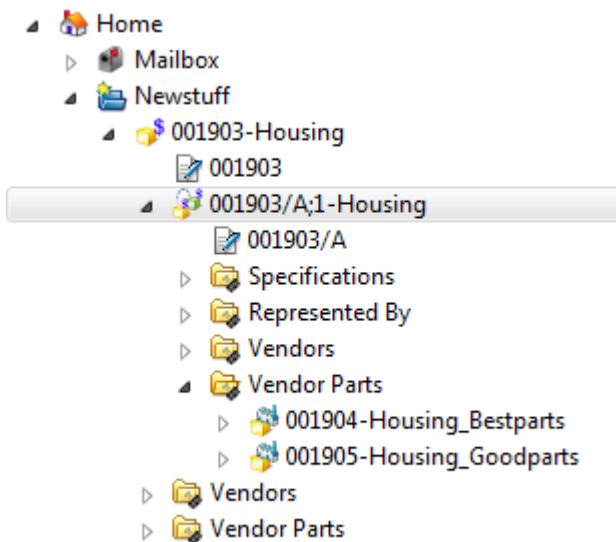 Home
Mailbox
Newstuff
001903-Housing
001903
001903/A;1-Housing
001903/A
Specifications
Represented By
Vendors
Vendor Parts
001904-Housing_Bestparts
001905-Housing_Goodparts
Vendors
Vendor Parts